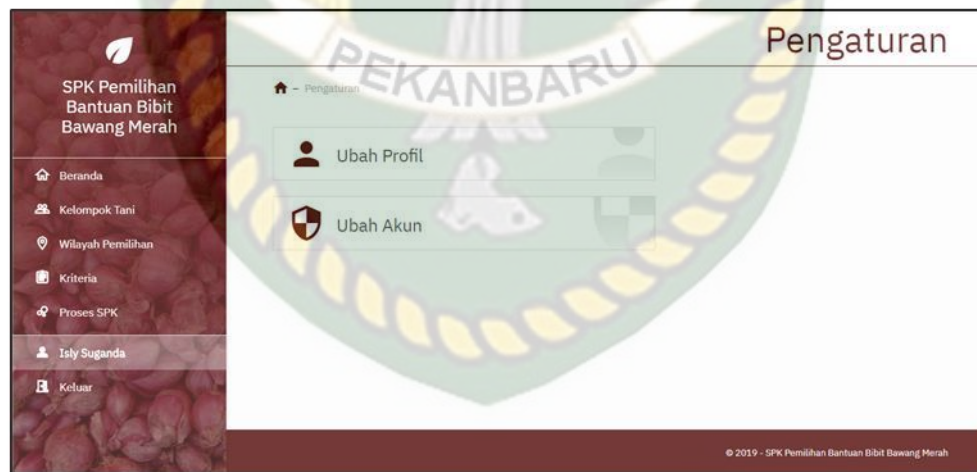 SPK Pemilihan
Bantuan Bibit
Bawang Merah
Beranda
Kelompok Tani
Wilayah Pemilihan
Kriteria
Proses SPK
Isly Suganda
Keluar
Pengaturan
PEKANBARU
– Pengaturan
Ubah Profil
Ubah Akun
© 2019 - SPK Pemilihan Bantuan Bibit Bawang Merah